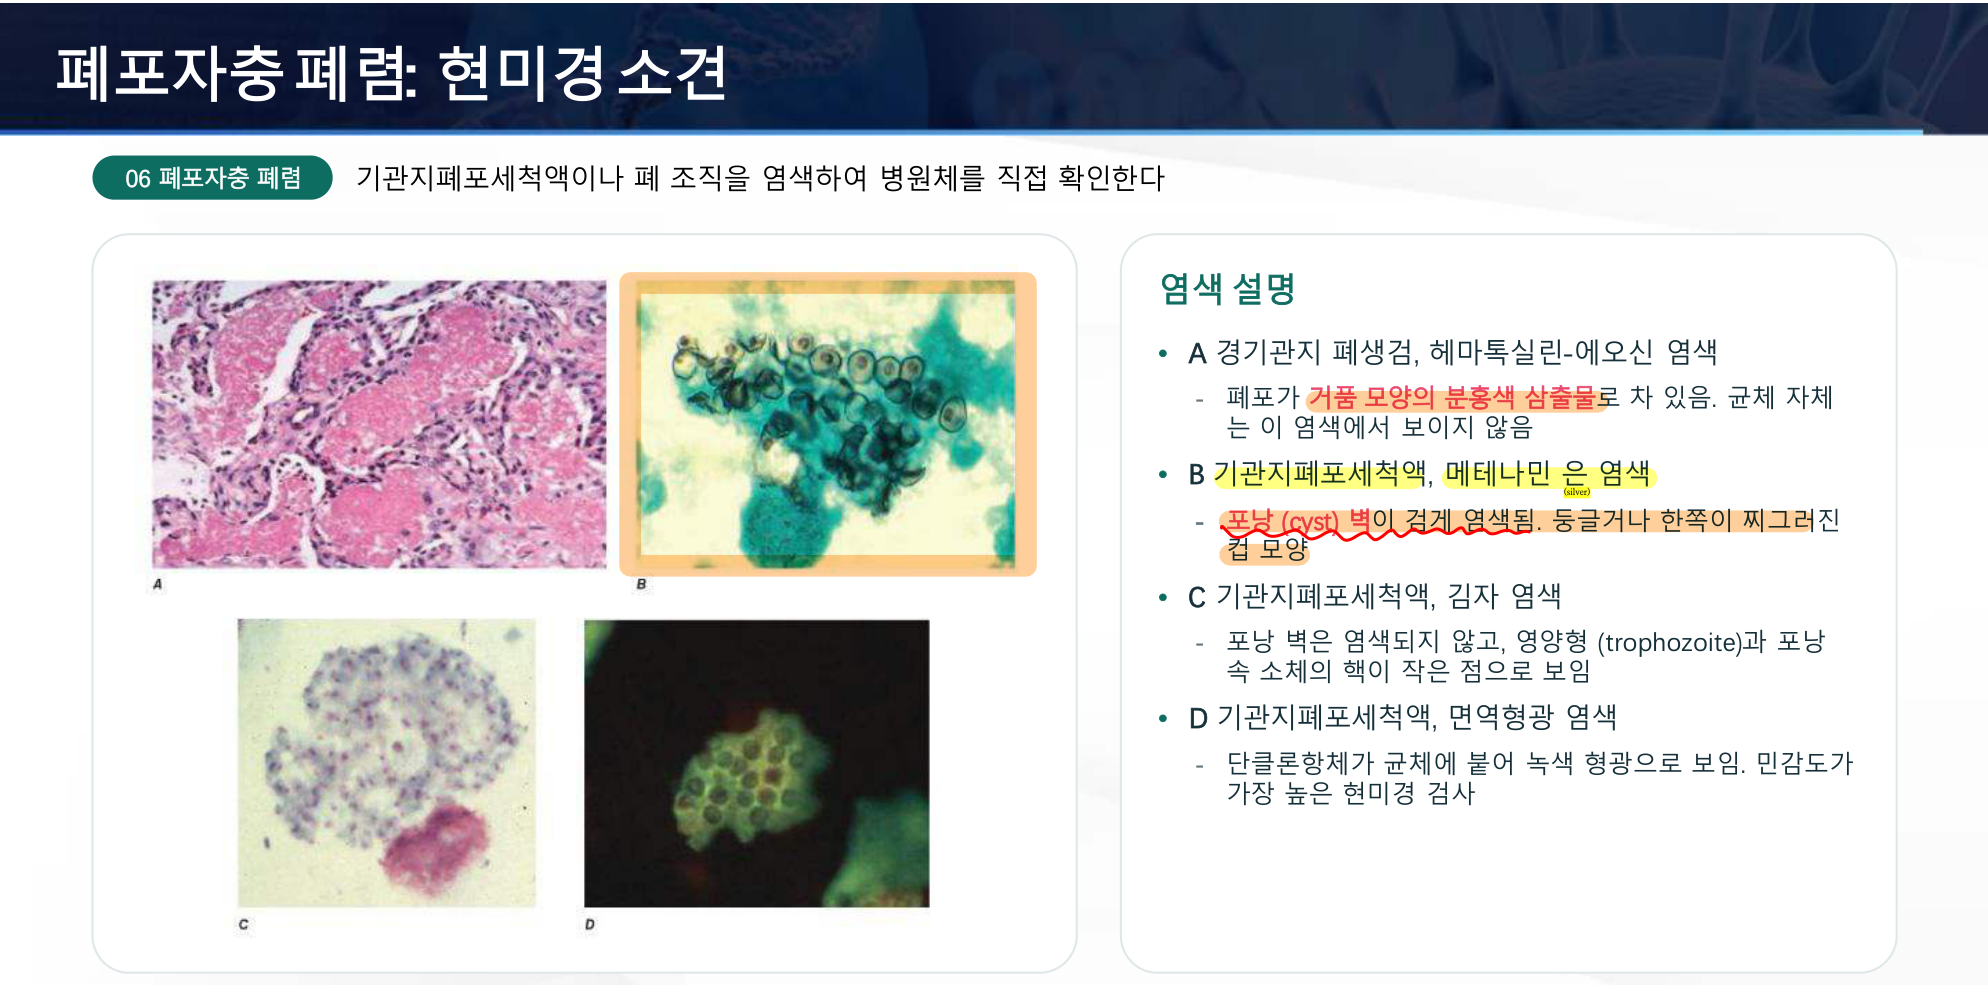 폐포자충 폐렴: 현미경 소견
06 폐포자충 폐렴
기관지폐포세척액이나 폐 조직을 염색하여 병원체를 직접 확인한다
A
B
C
D
염색 설명
• A 경기관지 폐생검, 헤마톡실린-에오신 염색
- 폐포가 거품 모양의 분홍색 삼출물로 차 있음. 균체 자체
는 이 염색에서 보이지 않음
• B 기관지폐포세척액, 메테나민 은 염색
(silver)
- 포낭 (cyst) 벽이 검게 염색됨. 둥글거나 한쪽이 찌그러진
컵 모양
• C 기관지폐포세척액, 김자 염색
- 포낭 벽은 염색되지 않고, 영양형 (trophozoite)과 포낭
속 소체의 핵이 작은 점으로 보임
• D 기관지폐포세척액, 면역형광 염색
- 단클론항체가 균체에 붙어 녹색 형광으로 보임. 민감도가
가장 높은 현미경 검사